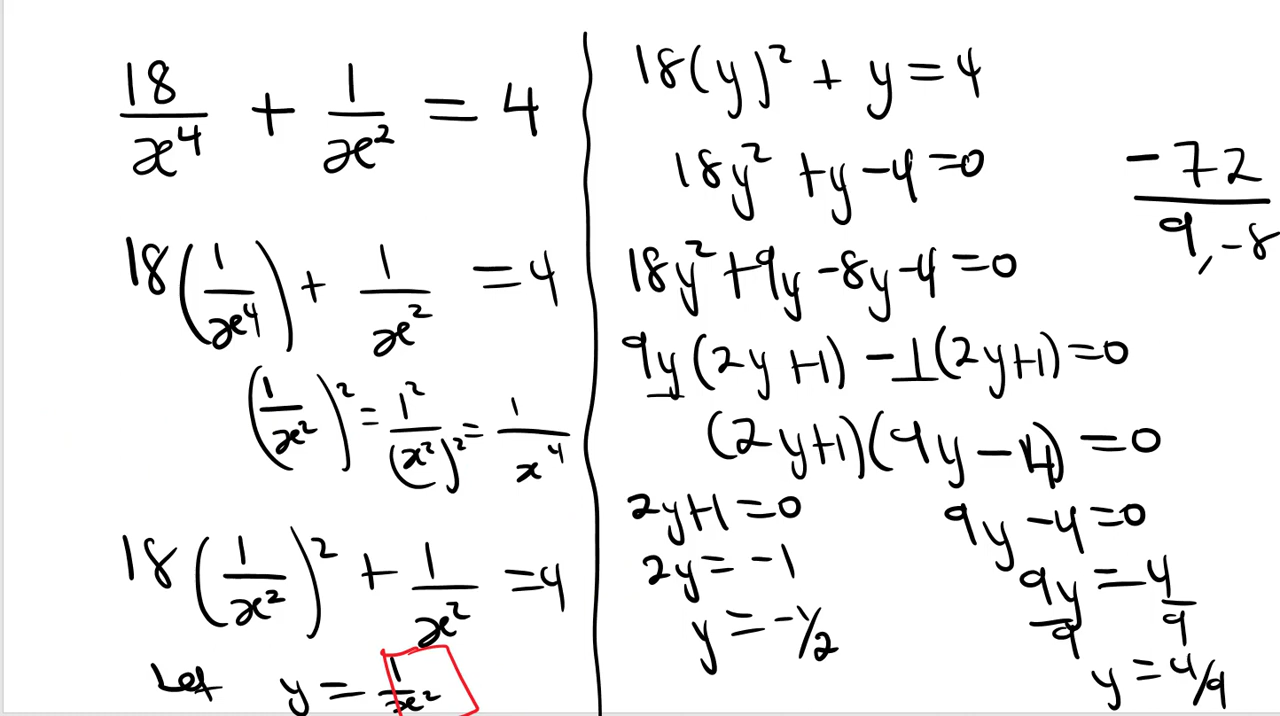 18/x⁴ + 1/x² = 4
18(1/x⁴) + 1/x² = 4
(1/x²)² = 1²/(x²)² = 1/x⁴
18(1/x²)² + 1/x² = 4
Let y = 1/x²
18(y)² + y = 4
18y² + y - 4 = 0
18y² + 9y - 8y - 4 = 0
9y(2y+1) - 1(2y+1) = 0
(2y+1)(9y - 4) = 0
2y+1 = 0
2y = -1
y = -1/2
9y - 4 = 0
9y/9 = 4/9
y = 4/9
-72
9, -8